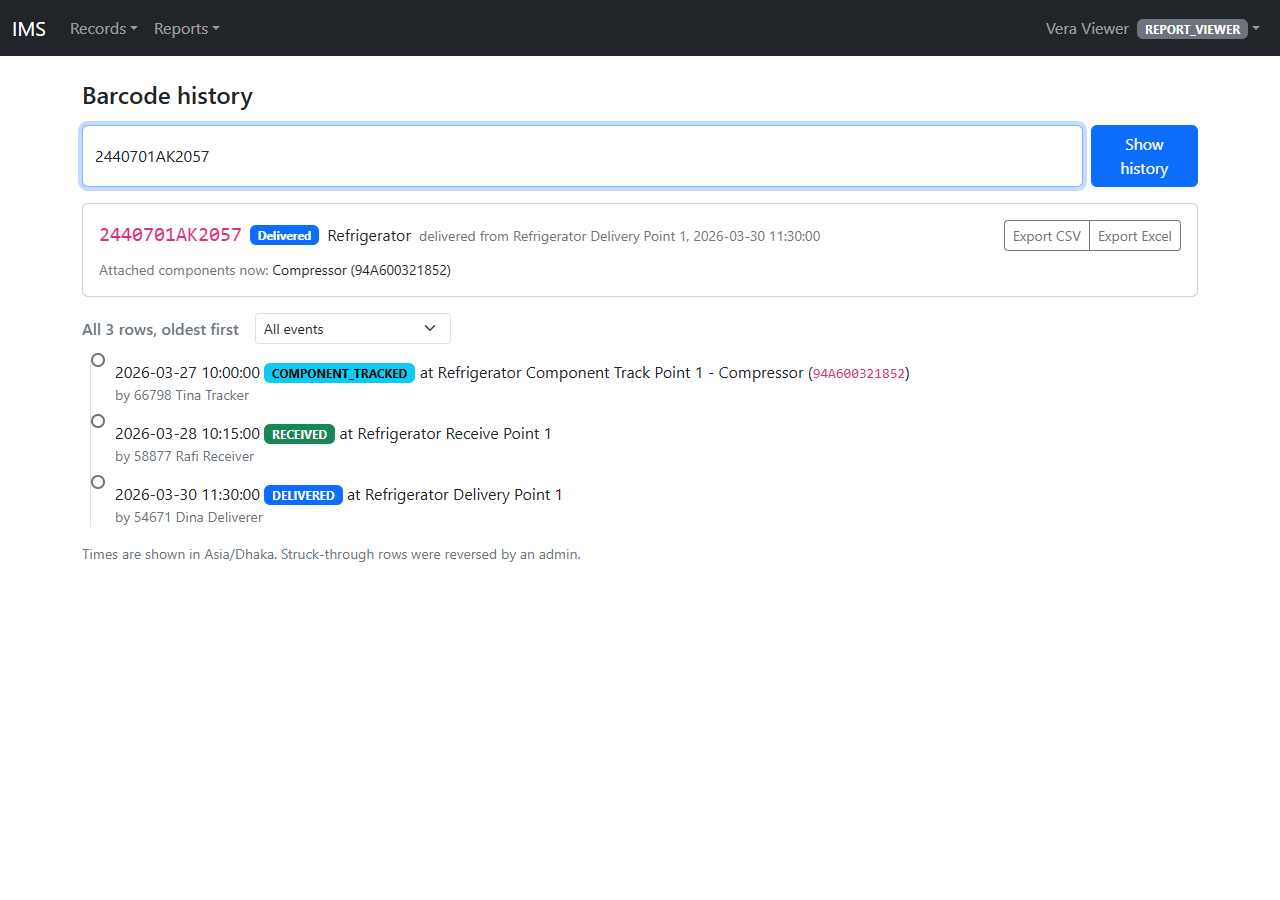 IMS Records Reports Vera Viewer REPORT_VIEWER
Barcode history
2440701AK2057
Show
history
2440701AK2057 Delivered Refrigerator delivered from Refrigerator Delivery Point 1, 2026-03-30 11:30:00 Export CSV Export Excel
Attached components now: Compressor (94A600321852)
All 3 rows, oldest first All events
2026-03-27 10:00:00 COMPONENT_TRACKED at Refrigerator Component Track Point 1 - Compressor (94A600321852)
by 66798 Tina Tracker
2026-03-28 10:15:00 RECEIVED at Refrigerator Receive Point 1
by 58877 Rafi Receiver
2026-03-30 11:30:00 DELIVERED at Refrigerator Delivery Point 1
by 54671 Dina Deliverer
Times are shown in Asia/Dhaka. Struck-through rows were reversed by an admin.